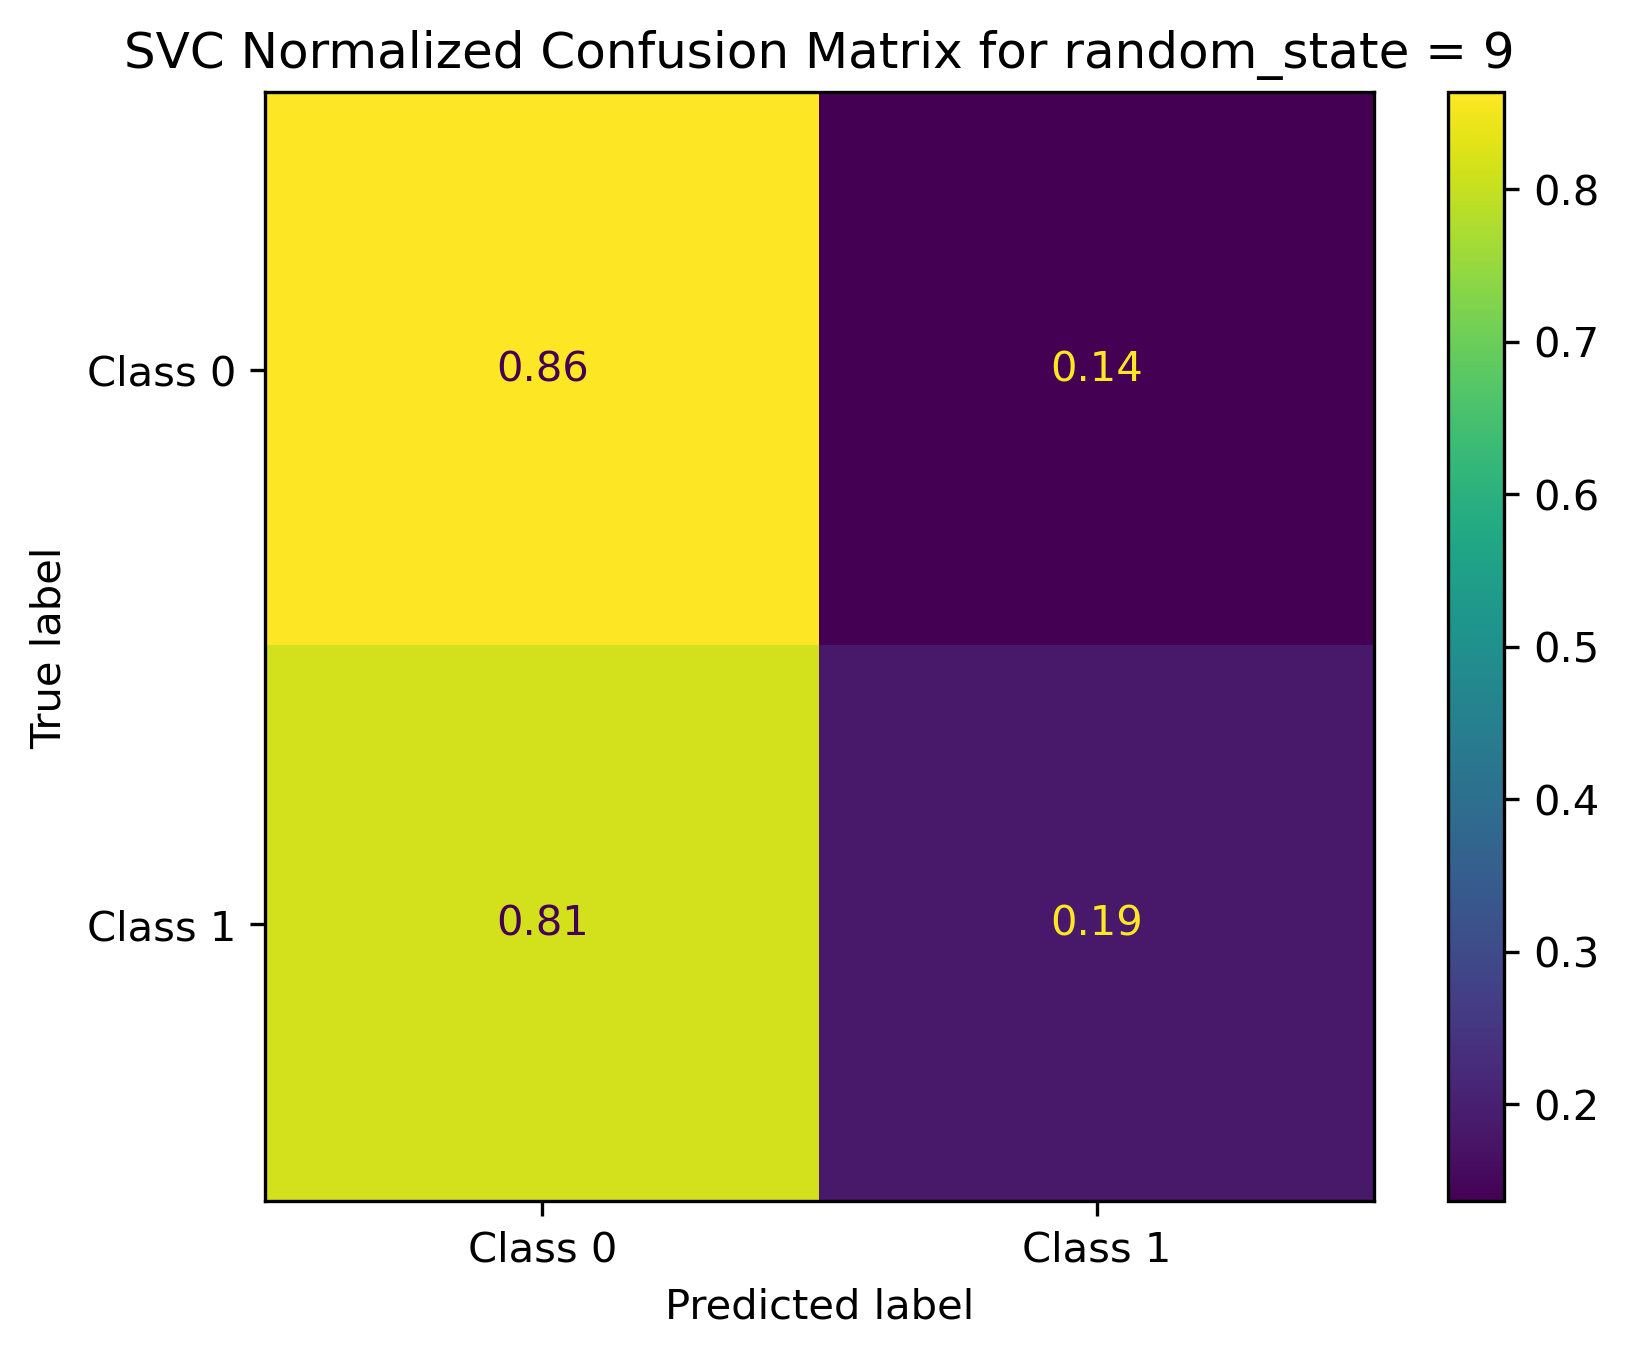 SVC Normalized Confusion Matrix for random_state = 9
True label
Class 0
0.86
0.14
Class 1
0.81
0.19
Class 0
Class 1
Predicted label
0.8
0.7
0.6
0.5
0.4
0.3
0.2